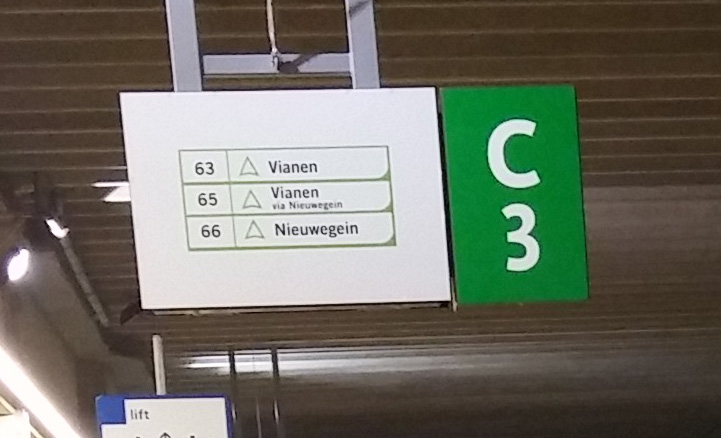 63 Vianen
65 Vianen
via Nieuwegein
66 Nieuwegein
C
3
lift